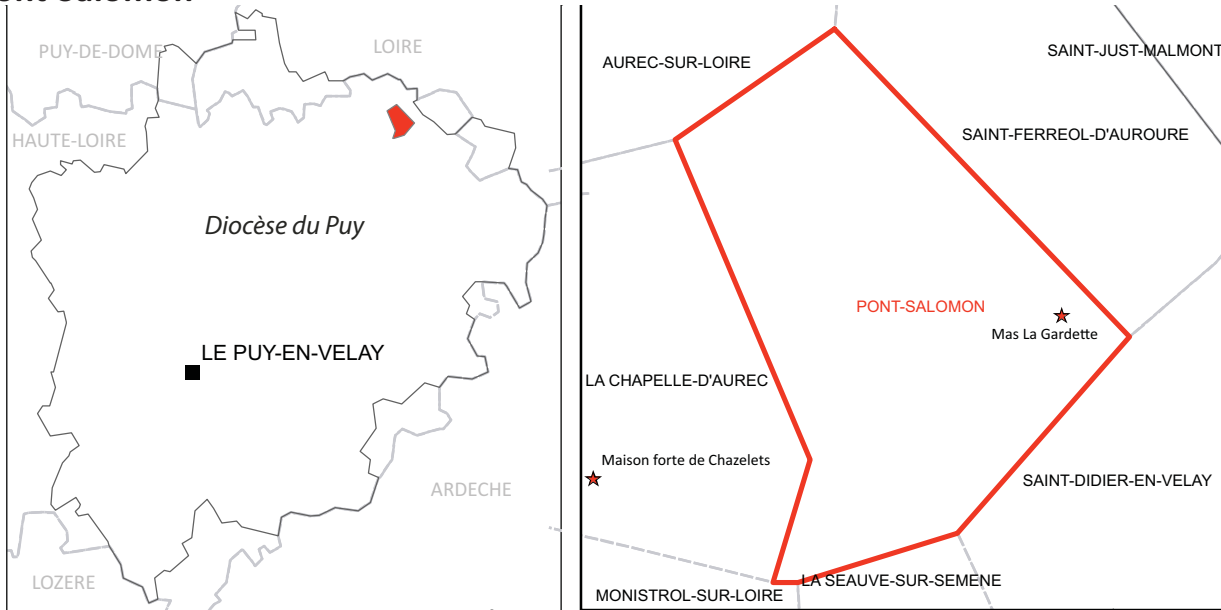 ont-Salomon
PUY-DE-DOME
LOIRE
HAUTE-LOIRE
Diocèse du Puy
LE PUY-EN-VELAY
ARDECHE
LOZERE
AUREC-SUR-LOIRE
SAINT-JUST-MALMONT
SAINT-FERREOL-D'AUROURE
PONT-SALOMON
Mas La Gardette
LA CHAPELLE-D'AUREC
Maison forte de Chazelets
SAINT-DIDIER-EN-VELAY
LA SEAUVE-SUR-SEMENE
MONISTROL-SUR-LOIRE